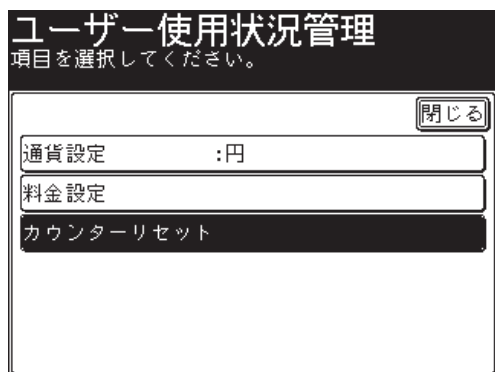 ユーザー使用状況管理
項目を選択してください。
閉じる
通貨設定 :円
料金設定
カウンターリセット